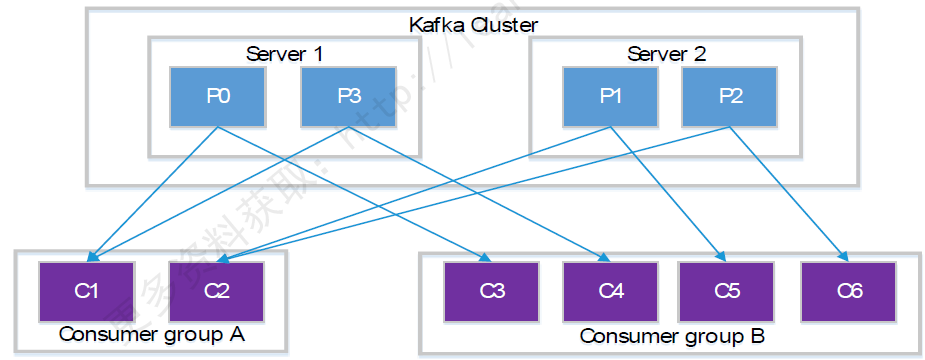 Kafka Cluster
Server 1
Server 2
P0
P3
P1
P2
C1
C2
C3
C4
C5
C6
Consumer group A
Consumer group B
更多资料获取：http://